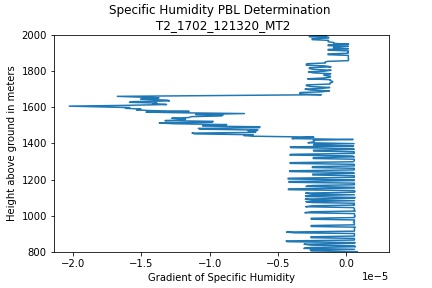 Specific Humidity PBL Determination
T2_1702_121320_MT2
2000
1800
1600
1400
1200
1000
800
Height above ground in meters
−2.0 −1.5 −1.0 −0.5 0.0
1e−5
Gradient of Specific Humidity